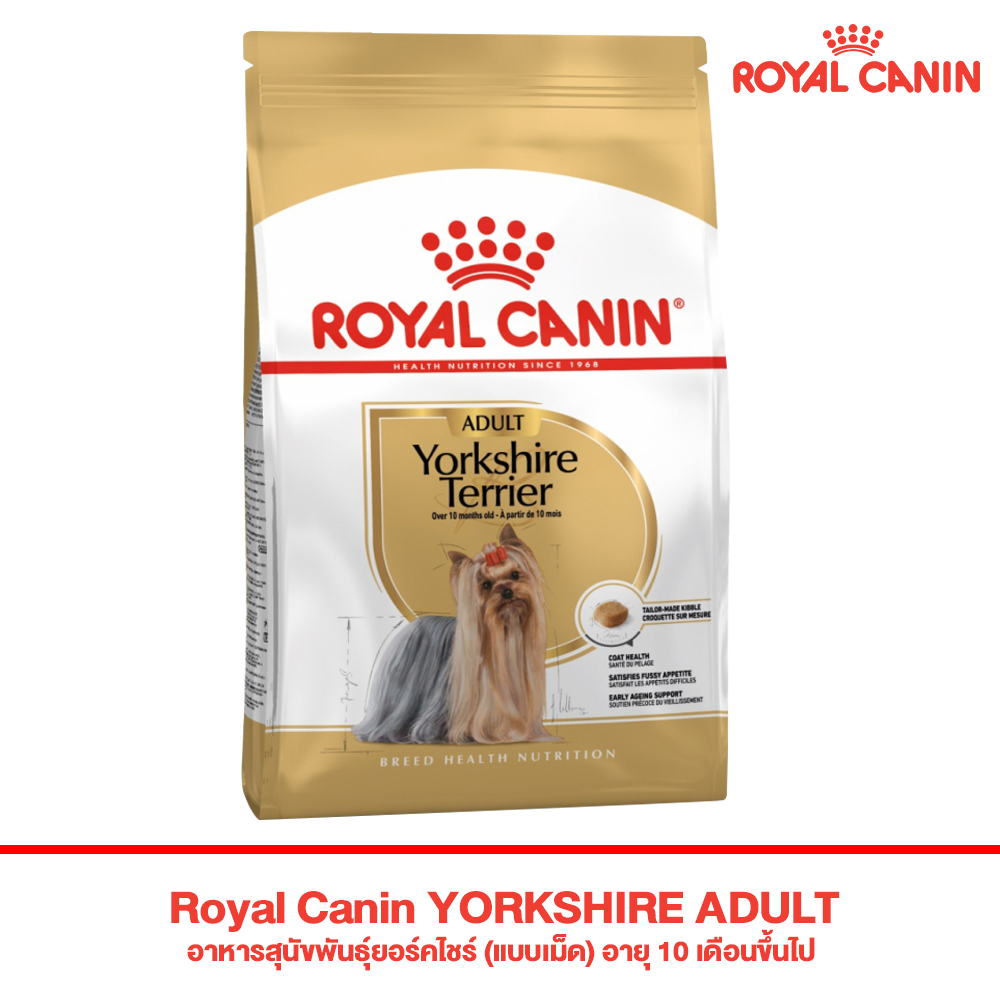 ROYAL CANIN
ROYAL CANIN®
HEALTH NUTRITION SINCE 1968
ADULT
Yorkshire
Terrier
Over 10 months old - À partir de 10 mois
TAILOR-MADE KIBBLE
CROQUETTE SUR MESURE
COAT HEALTH
SANTÉ DU PELAGE
SATISFIES FUSSY APPETITE
SATISFAIT LES APPÉTITS DIFFICILES
EARLY AGEING SUPPORT
SOUTIEN PRÉCOCE DU VIEILLISSEMENT
BREED HEALTH NUTRITION
Royal Canin YORKSHIRE ADULT
อาหารสุนัขพันธุ์ยอร์คไชร์ (แบบเม็ด) อายุ 10 เดือนขึ้นไป